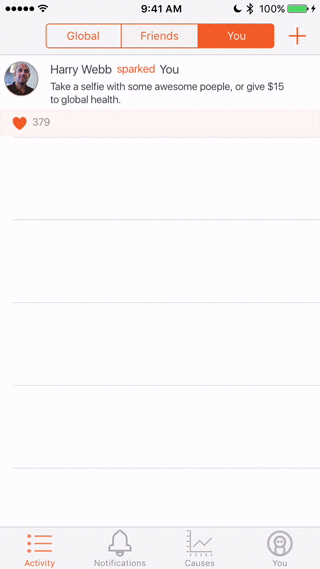 9:41 AM 100%
Global Friends You
Harry Webb sparked You
Take a selfie with some awesome poeple, or give $15
to global health.
379
Activity Notifications Causes You